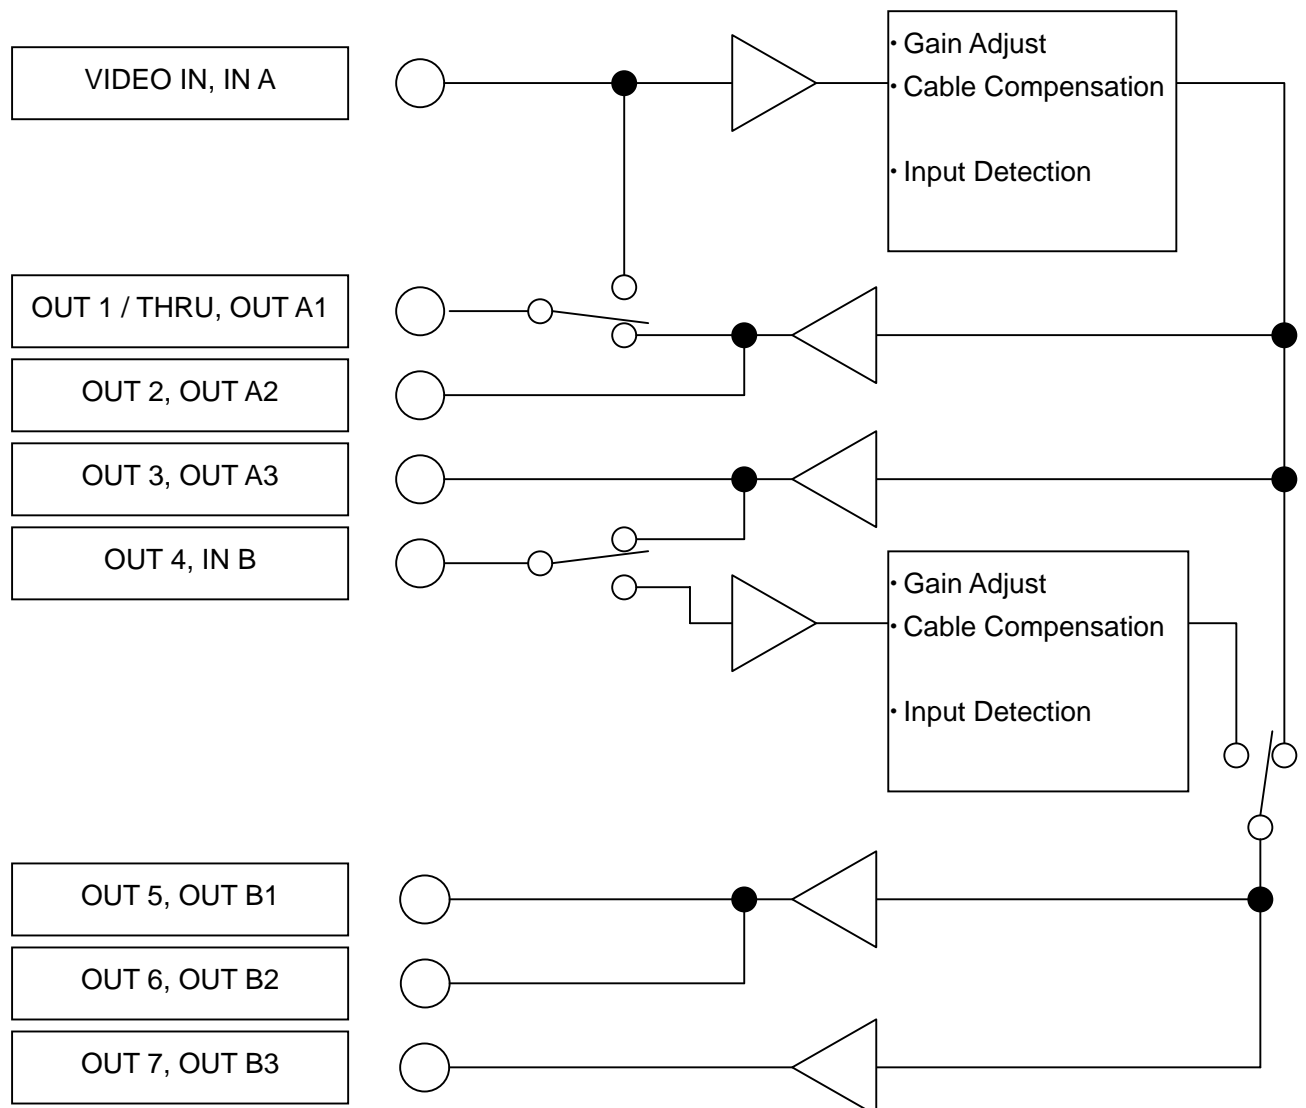 VIDEO IN, IN A
・Gain Adjust
・Cable Compensation
・Input Detection
OUT 1 / THRU, OUT A1
OUT 2, OUT A2
OUT 3, OUT A3
OUT 4, IN B
・Gain Adjust
・Cable Compensation
・Input Detection
OUT 5, OUT B1
OUT 6, OUT B2
OUT 7, OUT B3